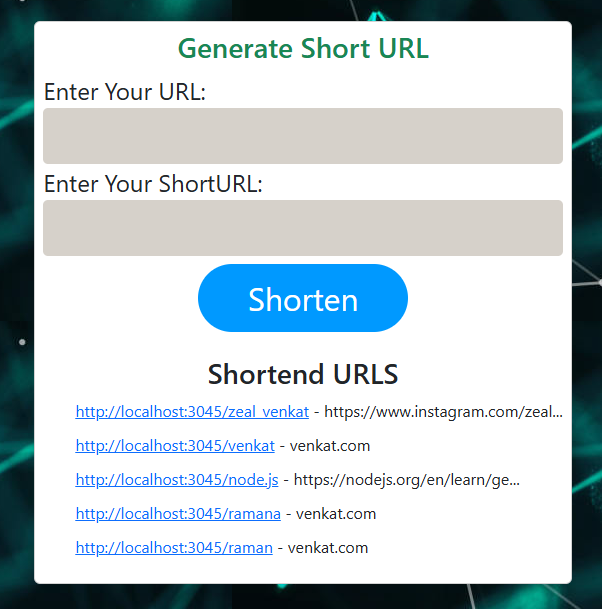 Generate Short URL
Enter Your URL:
Enter Your ShortURL:
Shorten
Shortend URLS
http://localhost:3045/zeal_venkat - https://www.instagram.com/zeal...
http://localhost:3045/venkat - venkat.com
http://localhost:3045/node.js - https://nodejs.org/en/learn/ge...
http://localhost:3045/ramana - venkat.com
http://localhost:3045/raman - venkat.com